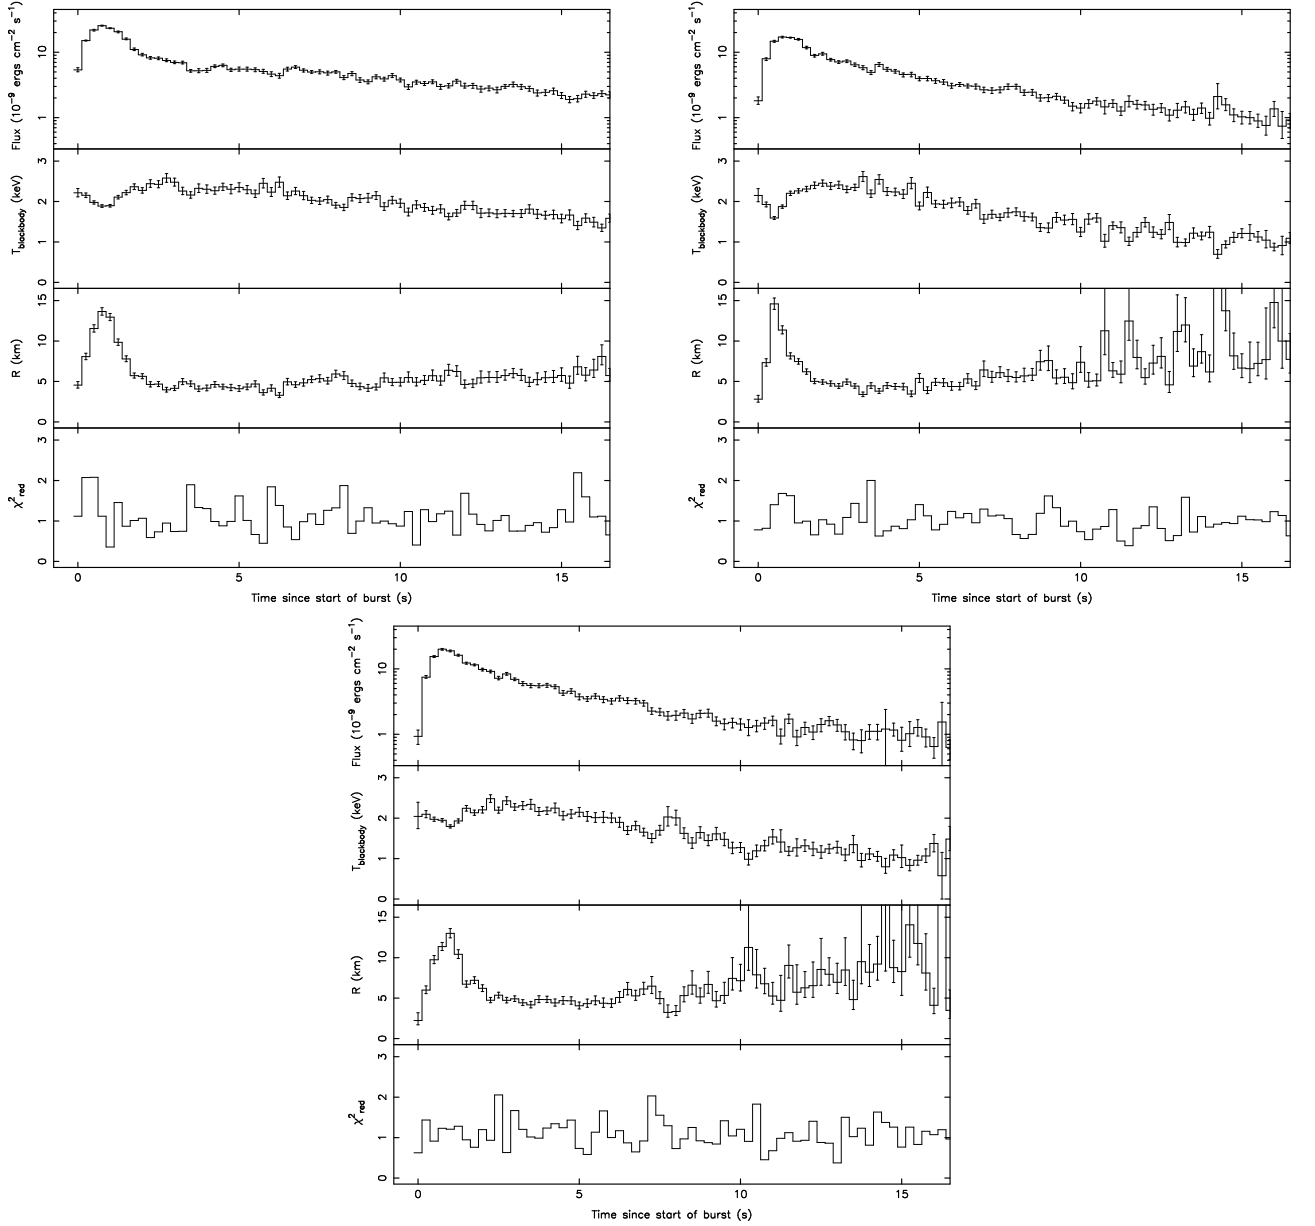 Flux (10⁻⁹ ergs cm⁻² s⁻¹)
10
1
T_blackbody (keV)
3
2
1
0
R (km)
15
10
5
0
χ²_red
3
2
1
0
0 5 10 15
Time since start of burst (s)
Flux (10⁻⁹ ergs cm⁻² s⁻¹)
10
1
T_blackbody (keV)
3
2
1
0
R (km)
15
10
5
0
χ²_red
3
2
1
0
0 5 10 15
Time since start of burst (s)
Flux (10⁻⁹ ergs cm⁻² s⁻¹)
10
1
T_blackbody (keV)
3
2
1
0
R (km)
15
10
5
0
χ²_red
3
2
1
0
0 5 10 15
Time since start of burst (s)